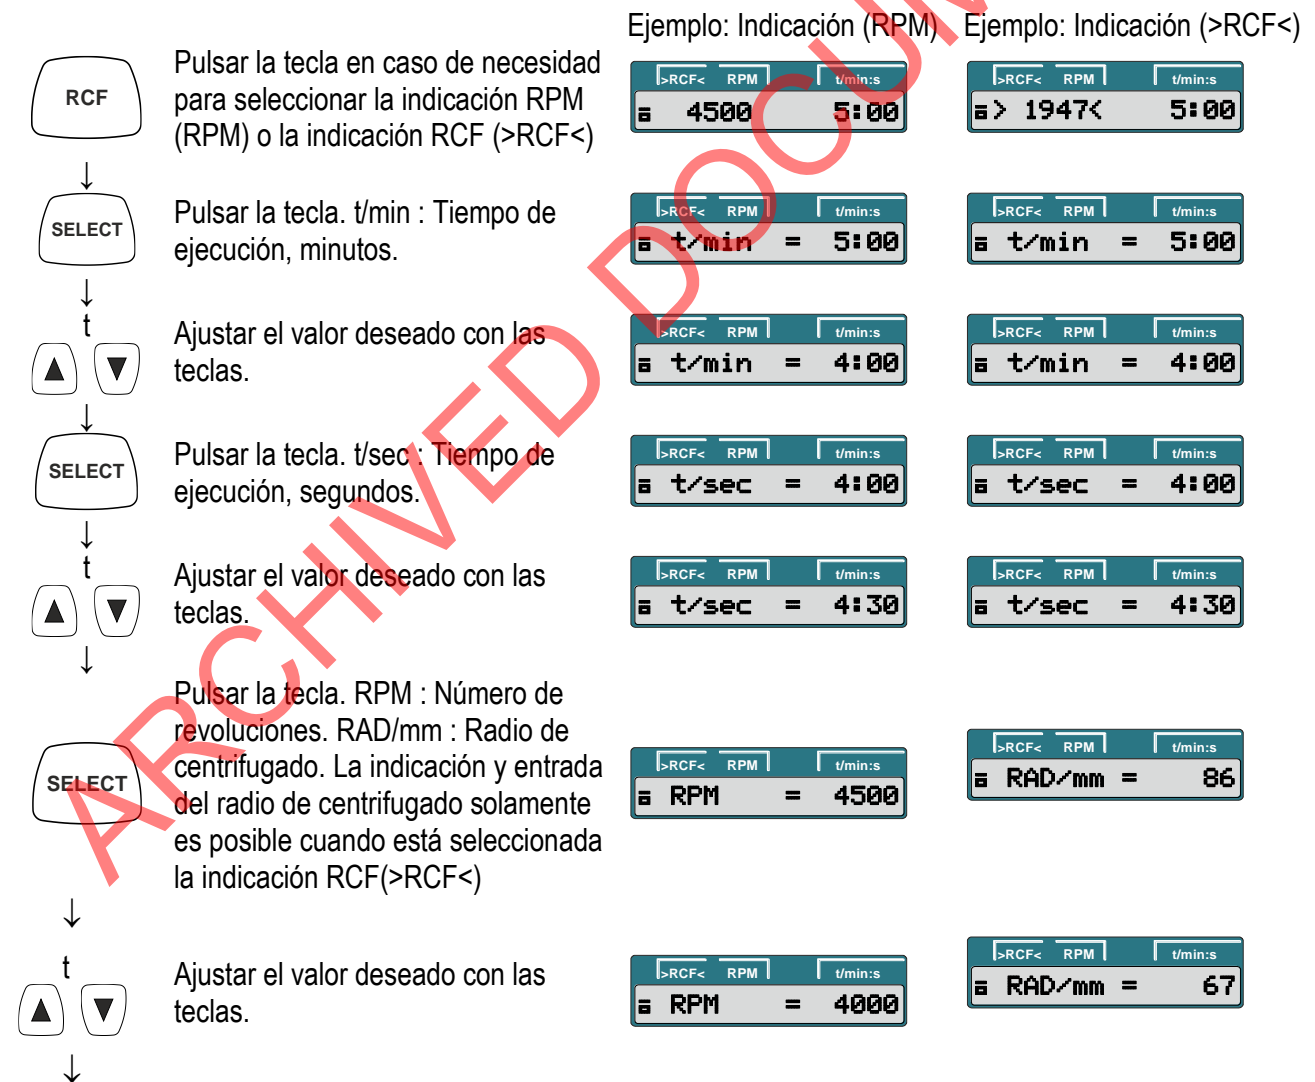 Ejemplo: Indicación (RPM) Ejemplo: Indicación (>RCF<)
RCF
Pulsar la tecla en caso de necesidad
para seleccionar la indicación RPM
(RPM) o la indicación RCF (>RCF<)
>RCF< RPM t/min:s
4500 5:00
>RCF< RPM t/min:s
> 1947< 5:00
↓
SELECT
Pulsar la tecla. t/min : Tiempo de
ejecución, minutos.
>RCF< RPM t/min:s
t/min = 5:00
>RCF< RPM t/min:s
t/min = 5:00
↓
t
▲ ▼
Ajustar el valor deseado con las
teclas.
>RCF< RPM t/min:s
t/min = 4:00
>RCF< RPM t/min:s
t/min = 4:00
↓
SELECT
Pulsar la tecla. t/sec : Tiempo de
ejecución, segundos.
>RCF< RPM t/min:s
t/sec = 4:00
>RCF< RPM t/min:s
t/sec = 4:00
↓
t
▲ ▼
Ajustar el valor deseado con las
teclas.
>RCF< RPM t/min:s
t/sec = 4:30
>RCF< RPM t/min:s
t/sec = 4:30
↓
SELECT
Pulsar la tecla. RPM : Número de
revoluciones. RAD/mm : Radio de
centrifugado. La indicación y entrada
del radio de centrifugado solamente
es posible cuando está seleccionada
la indicación RCF(>RCF<)
>RCF< RPM t/min:s
RPM = 4500
>RCF< RPM t/min:s
RAD/mm = 86
↓
t
▲ ▼
Ajustar el valor deseado con las
teclas.
>RCF< RPM t/min:s
RPM = 4000
>RCF< RPM t/min:s
RAD/mm = 67
↓
ARCHIVED DOCUM